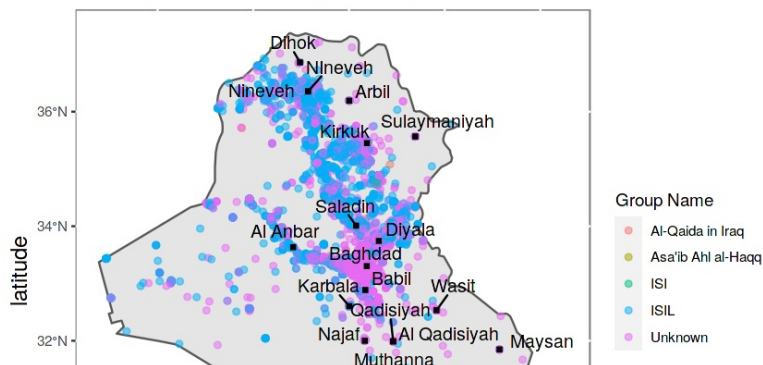 Dihok
NIneveh
Nineveh
Arbil
36°N
Sulaymaniyah
Kirkuk
Group Name
Saladin
Al-Qaida in Iraq
34°N
Al Anbar
Diyala
Baghdad
Asa'ib Ahl al-Haqq
latitude
Babil
ISI
Karbala
Wasit
Qadisiyah
ISIL
32°N
Najaf
Al Qadisiyah
Maysan
Unknown
Muthanna